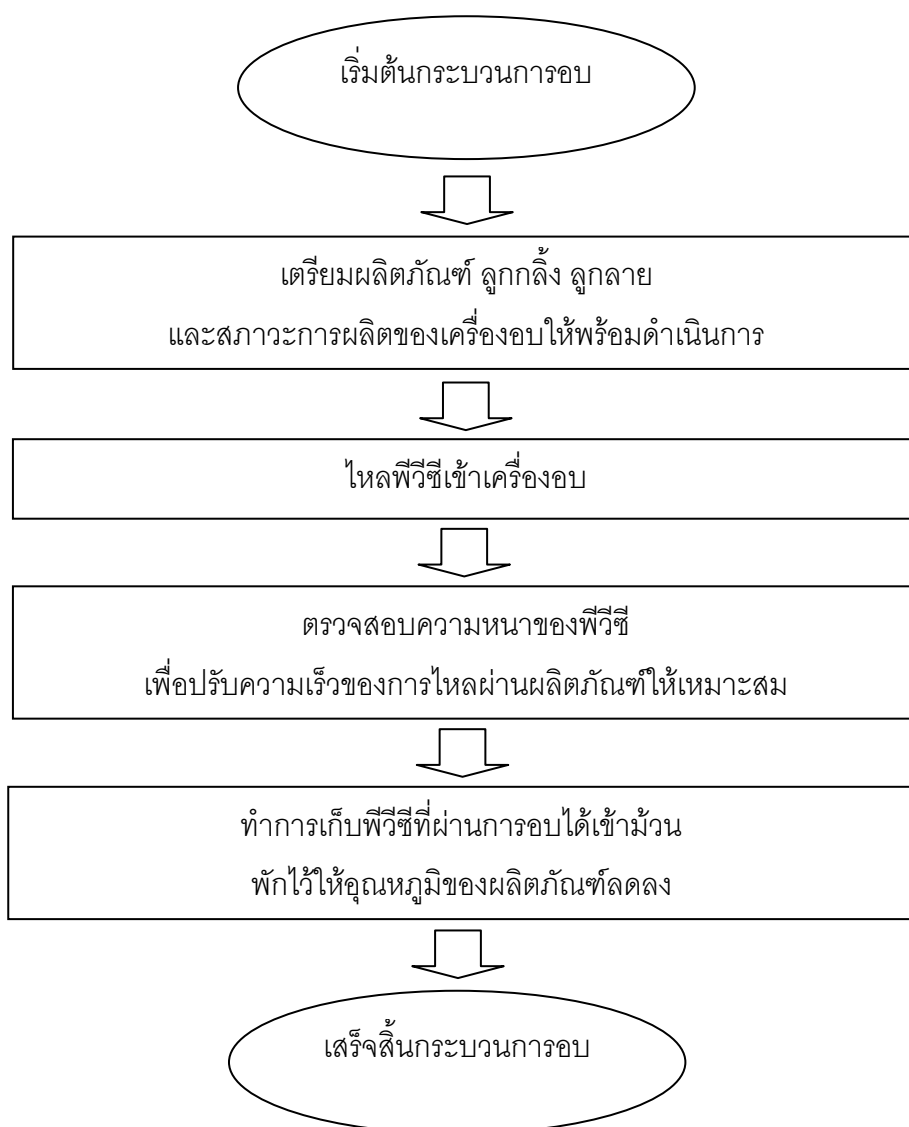 เริ่มต้นกระบวนการอบ
เตรียมผลิตภัณฑ์ ลูกกลิ้ง ลูกลาย
และสภาวะการผลิตของเครื่องอบให้พร้อมดำเนินการ
ไหลพีวีซีเข้าเครื่องอบ
ตรวจสอบความหนาของพีวีซี
เพื่อปรับความเร็วของการไหลผ่านผลิตภัณฑ์ให้เหมาะสม
ทำการเก็บพีวีซีที่ผ่านการอบได้เข้าม้วน
พักไว้ให้อุณหภูมิของผลิตภัณฑ์ลดลง
เสร็จสิ้นกระบวนการอบ